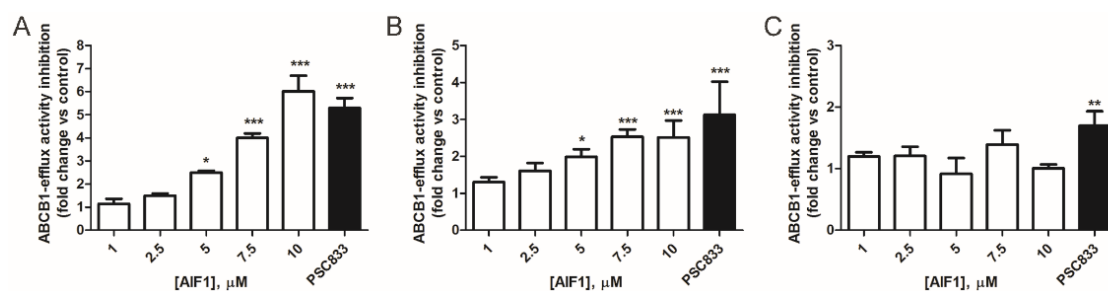 A
ABCB1-efflux activity inhibition
(fold change vs control)
8
7
6
5
4
3
2
1
0
*
***
***
***
1
2.5
5
7.5
10
PSC833
[AIF1], µM
B
ABCB1-efflux activity inhibition
(fold change vs control)
5
4
3
2
1
0
*
***
***
***
1
2.5
5
7.5
10
PSC833
[AIF1], µM
C
ABCB1-efflux activity inhibition
(fold change vs control)
3
2
1
0
**
1
2.5
5
7.5
10
PSC833
[AIF1], µM